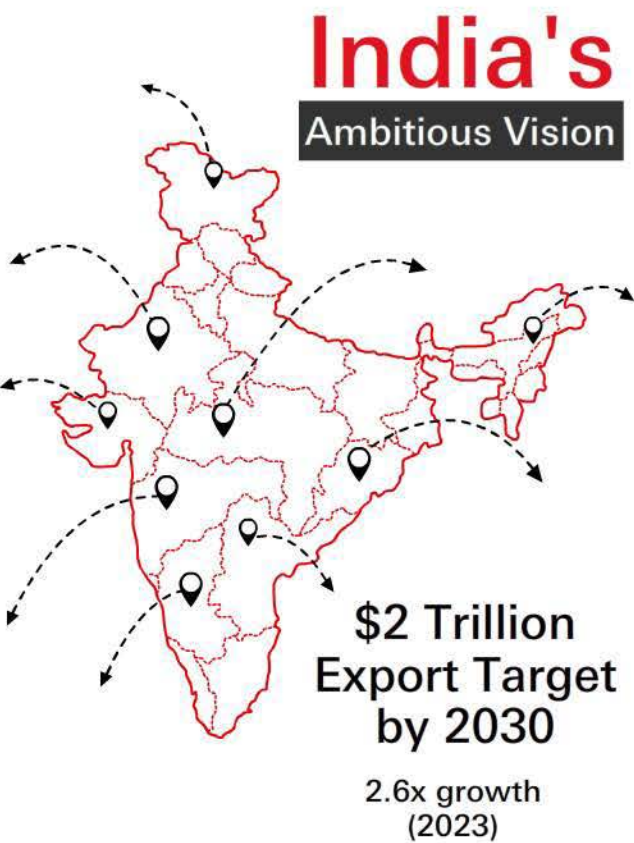 India's
Ambitious Vision
$2 Trillion
Export Target
by 2030
2.6x growth
(2023)